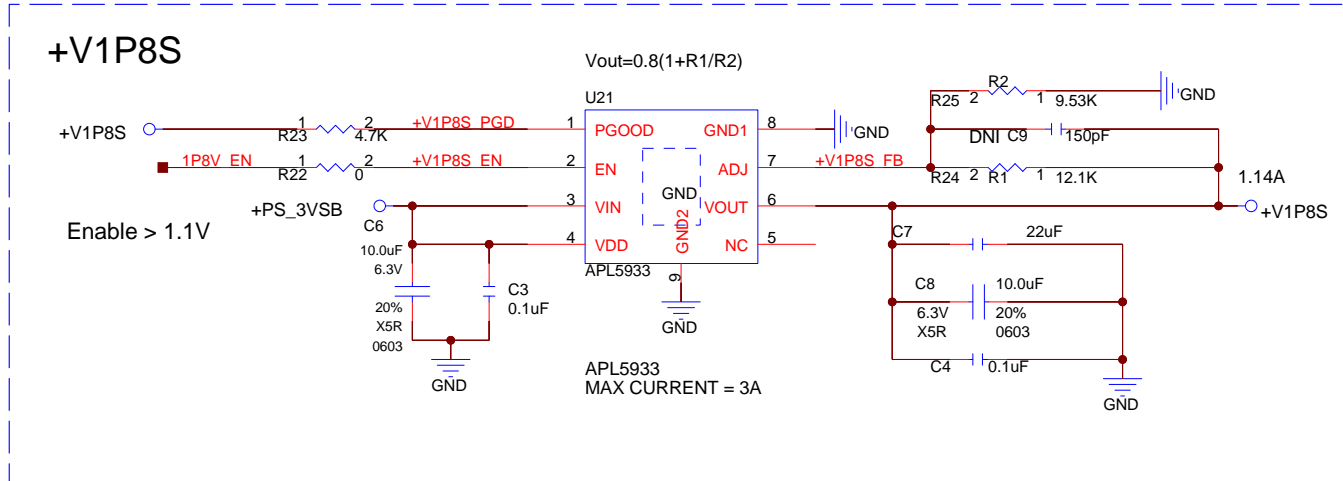 +V1P8S
Vout=0.8(1+R1/R2)
U21
+V1P8S
1
R23
2
4.7K
+V1P8S_PGD
1
PGOOD
GND1
8
GND
R25
2
R2
1
9.53K
GND
DNI
C9
150pF
1P8V_EN
1
R22
2
0
+V1P8S_EN
2
EN
ADJ
7
+V1P8S_FB
R24
2
R1
1
12.1K
1.14A
GND
+PS_3VSB
3
VIN
VOUT
6
+V1P8S
Enable > 1.1V
4
VDD
GND2
NC
5
APL5933
9
GND
C6
10.0uF
6.3V
20%
X5R
0603
C3
0.1uF
GND
C7
22uF
C8
10.0uF
6.3V
20%
X5R
0603
C4
0.1uF
GND
APL5933
MAX CURRENT = 3A